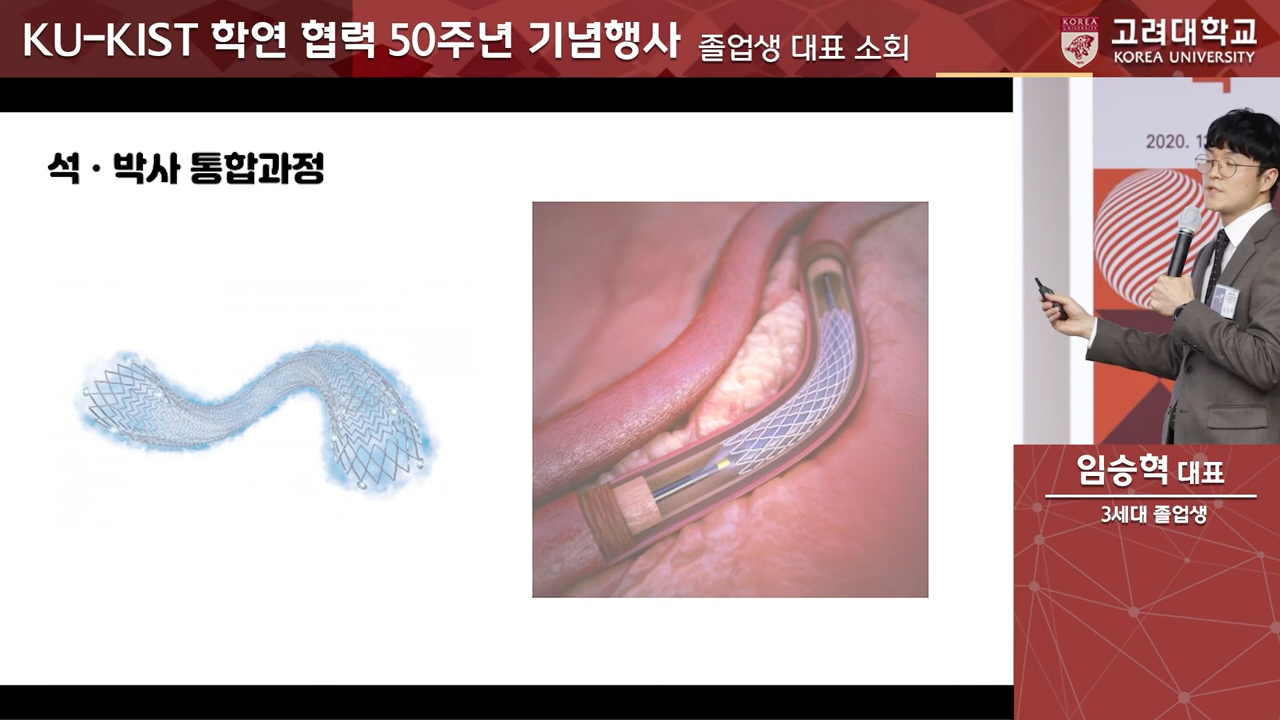 KU-KIST 학연 협력 50주년 기념행사 졸업생 대표 소회
KOREA
UNIVERSITY
고려대학교
KOREA UNIVERSITY
석 · 박사 통합과정
2020. 1
임승혁 대표
3세대 졸업생